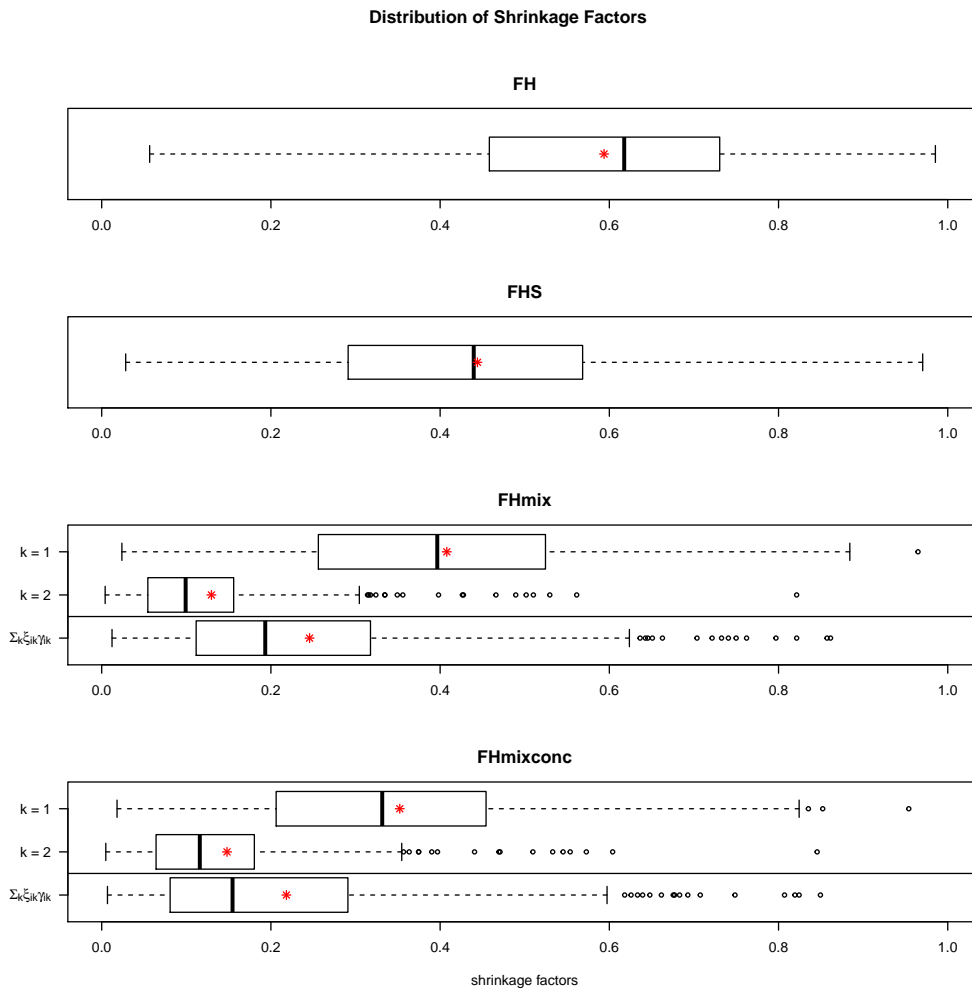 Distribution of Shrinkage Factors
FH
0.0 0.2 0.4 0.6 0.8 1.0
FHS
0.0 0.2 0.4 0.6 0.8 1.0
FHmix
k = 1
k = 2
Σkξikγik
0.0 0.2 0.4 0.6 0.8 1.0
FHmixconc
k = 1
k = 2
Σkξikγik
0.0 0.2 0.4 0.6 0.8 1.0
shrinkage factors